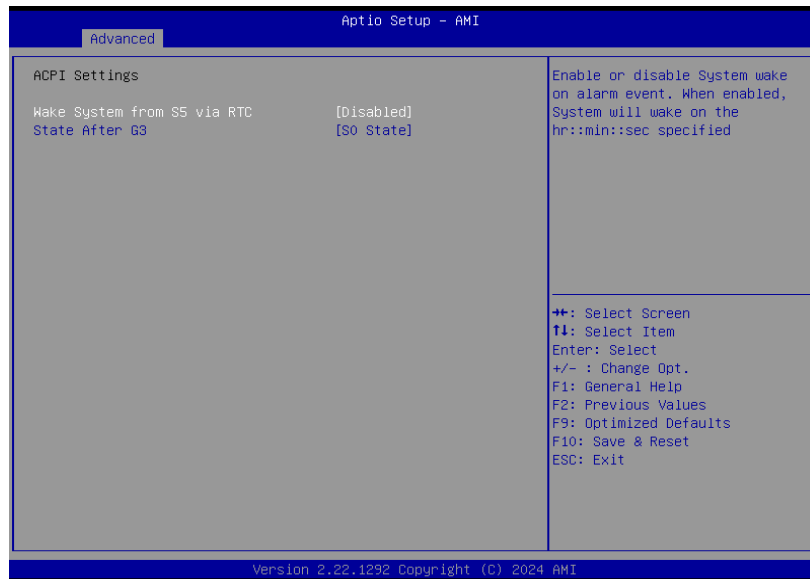 Aptio Setup – AMI
Advanced
ACPI Settings
Wake System from S5 via RTC [Disabled]
State After G3 [S0 State]
Enable or disable System wake
on alarm event. When enabled,
System will wake on the
hr::min::sec specified
→←: Select Screen
↑↓: Select Item
Enter: Select
+/- : Change Opt.
F1: General Help
F2: Previous Values
F9: Optimized Defaults
F10: Save & Reset
ESC: Exit
Version 2.22.1292 Copyright (C) 2024 AMI